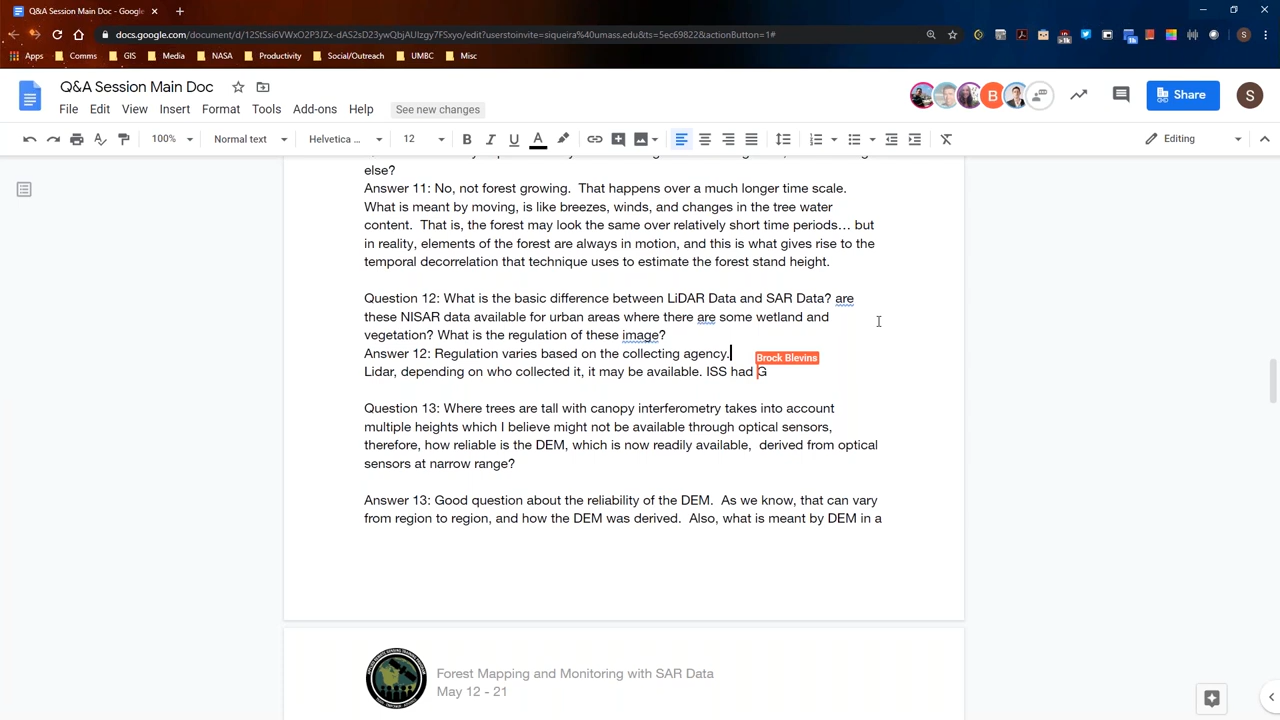 Q&A Session Main Doc - Google
docs.google.com/document/d/12StSsi6VWxO2P3JZx-dAS2sD23ywQbjAUIzgy7FSxyo/edit?userstoinvite=siqueira%40umass.edu&ts=5ec69822&actionButton=1#
Apps Comms GIS Media NASA Productivity Social/Outreach UMBC Misc
Q&A Session Main Doc
File Edit View Insert Format Tools Add-ons Help See new changes
Share
S
B
100% Normal text Helvetica ... 12 B I U A Editing
else?
Answer 11: No, not forest growing. That happens over a much longer time scale.
What is meant by moving, is like breezes, winds, and changes in the tree water
content. That is, the forest may look the same over relatively short time periods… but
in reality, elements of the forest are always in motion, and this is what gives rise to the
temporal decorrelation that technique uses to estimate the forest stand height.
Question 12: What is the basic difference between LiDAR Data and SAR Data? are
these NISAR data available for urban areas where there are some wetland and
vegetation? What is the regulation of these image?
Answer 12: Regulation varies based on the collecting agency.
Brock Blevins
Lidar, depending on who collected it, it may be available. ISS had G
Question 13: Where trees are tall with canopy interferometry takes into account
multiple heights which I believe might not be available through optical sensors,
therefore, how reliable is the DEM, which is now readily available, derived from optical
sensors at narrow range?
Answer 13: Good question about the reliability of the DEM. As we know, that can vary
from region to region, and how the DEM was derived. Also, what is meant by DEM in a
Forest Mapping and Monitoring with SAR Data
May 12 - 21